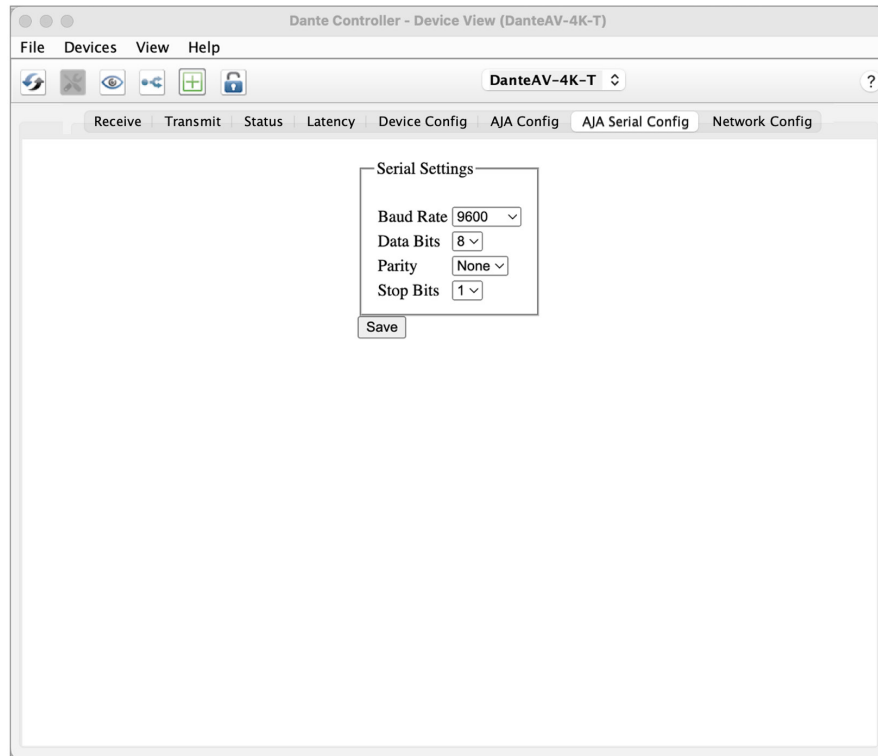 Dante Controller - Device View (DanteAV-4K-T)
File Devices View Help
DanteAV-4K-T
?
Receive Transmit Status Latency Device Config AJA Config AJA Serial Config Network Config
Serial Settings
Baud Rate 9600
Data Bits 8
Parity None
Stop Bits 1
Save